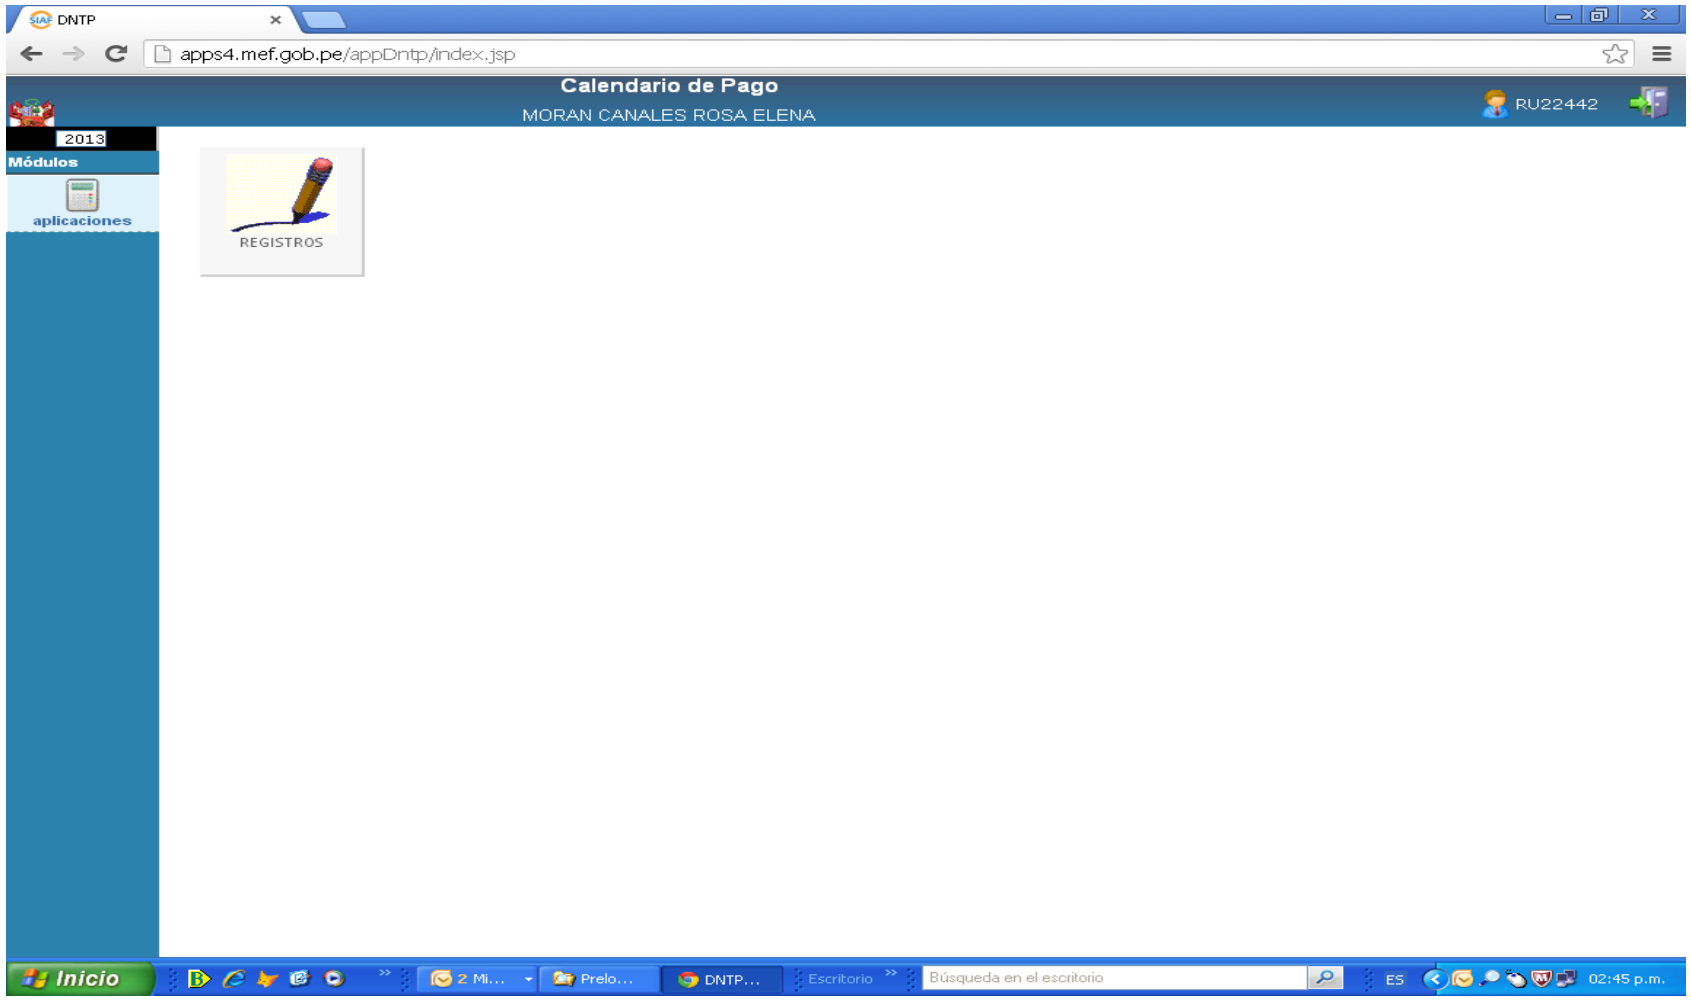 SIAF DNTP
apps4.mef.gob.pe/appDntp/index.jsp
Calendario de Pago
MORAN CANALES ROSA ELENA
RU22442
2013
Módulos
aplicaciones
REGISTROS
Inicio
2 Mi...
Prelo...
DNTP...
Escritorio
Búsqueda en el escritorio
ES
02:45 p.m.